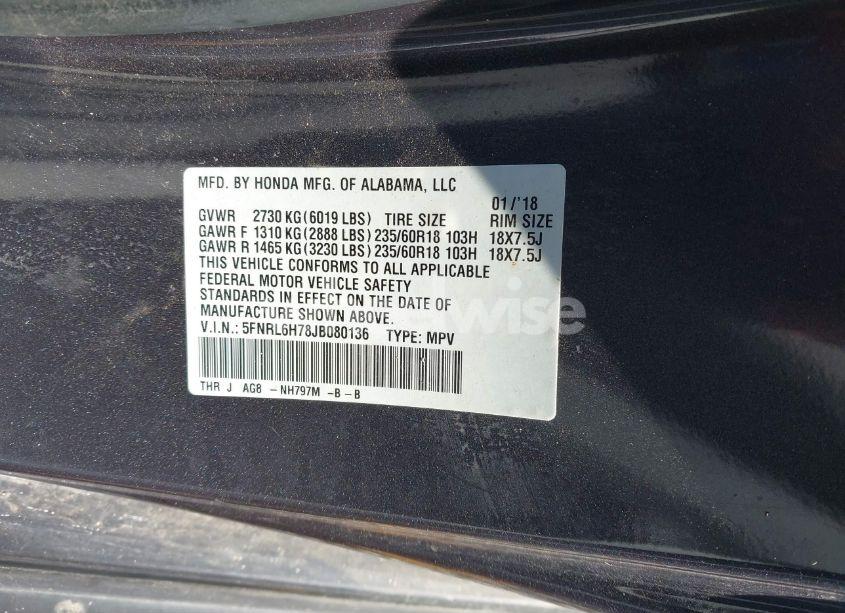 MFD. BY HONDA MFG. OF ALABAMA, LLC
01/'18
GVWR 2730 KG(6019 LBS) TIRE SIZE RIM SIZE
GAWR F 1310 KG(2888 LBS) 235/60R18 103H 18X7.5J
GAWR R 1465 KG(3230 LBS) 235/60R18 103H 18X7.5J
THIS VEHICLE CONFORMS TO ALL APPLICABLE
FEDERAL MOTOR VEHICLE SAFETY
STANDARDS IN EFFECT ON THE DATE OF
MANUFACTURE SHOWN ABOVE.
V.I.N.: 5FNRL6H78JB080136 TYPE: MPV
THR J AG8 -NH797M -B-B